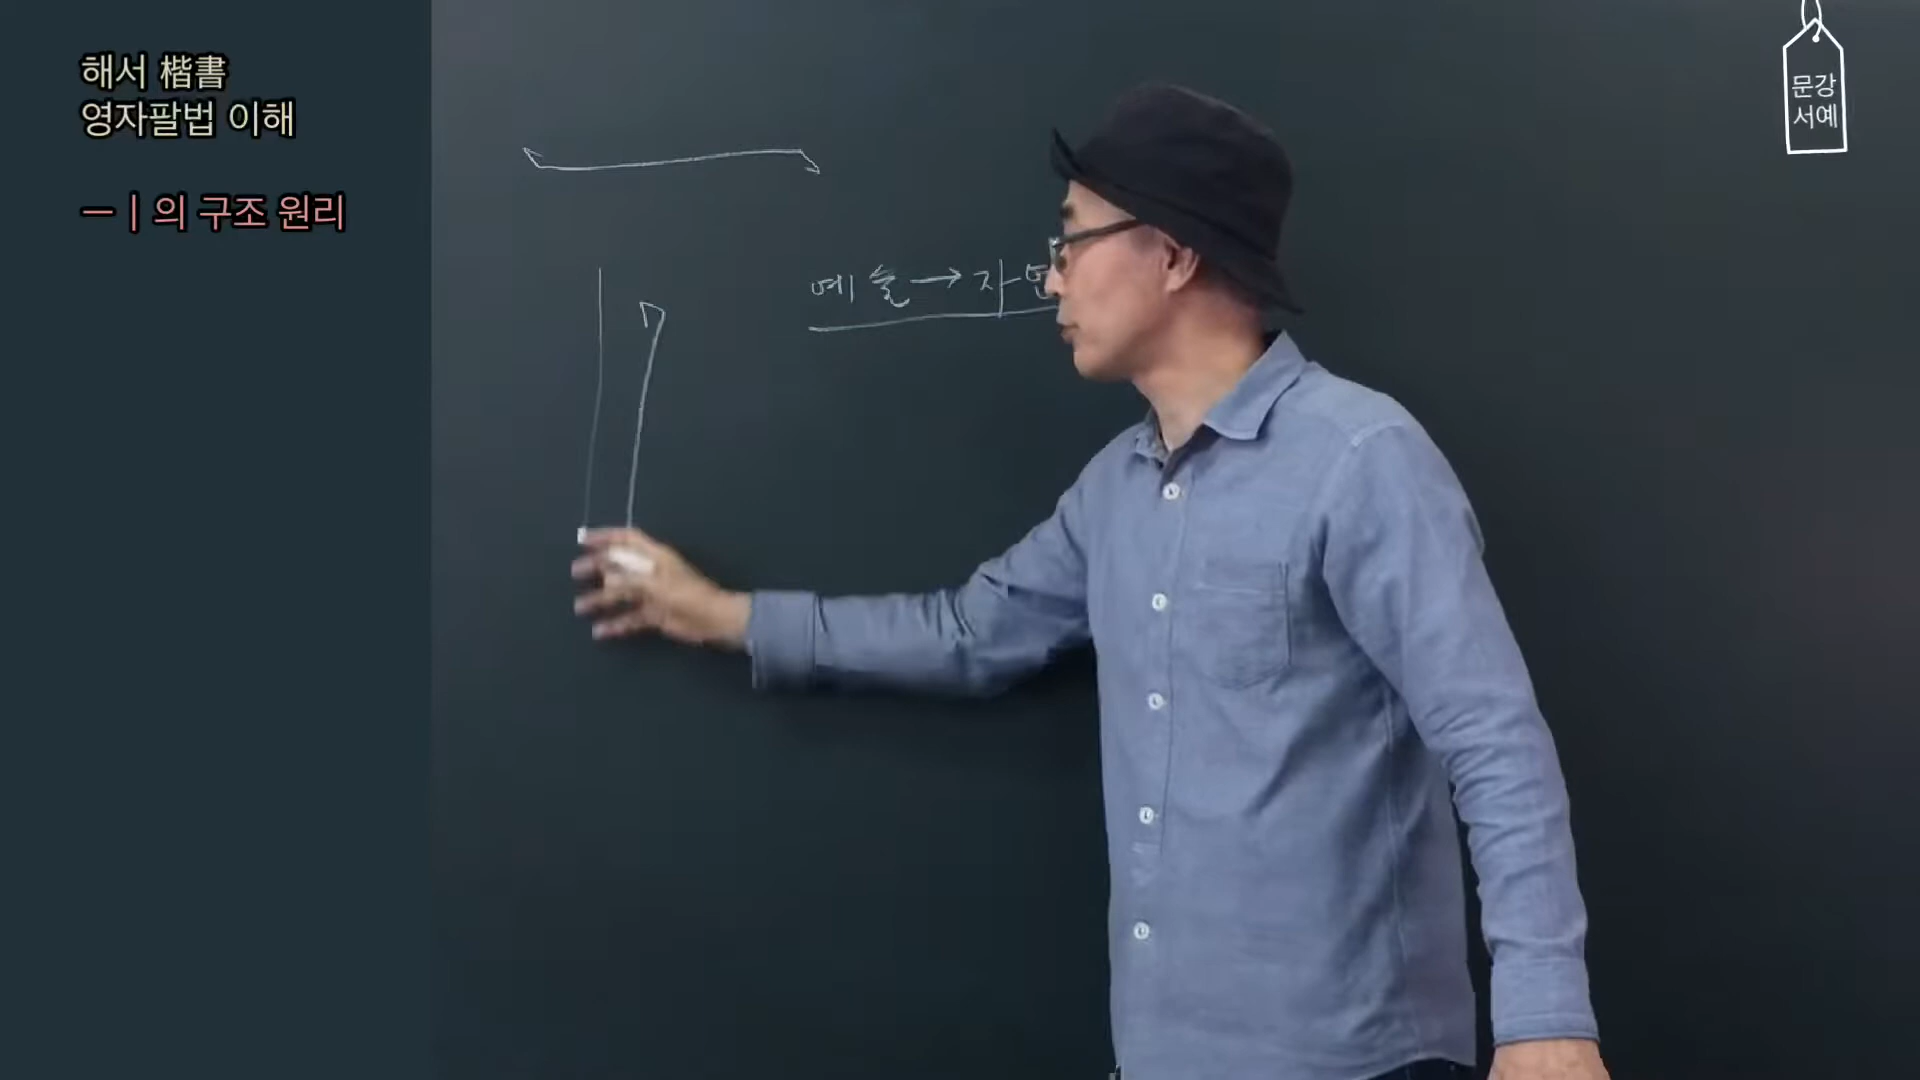 해서 楷書
영자팔법 이해
ㅡㅣ의 구조 원리
예술→자연
문강
서예